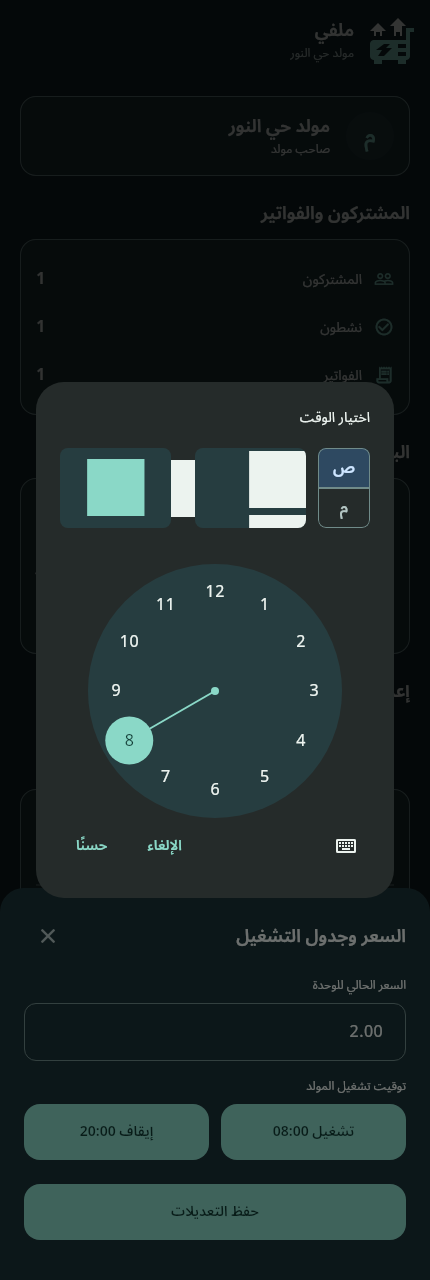 ملفي
مولد حي النور
م
مولد حي النور
صاحب مولد
المشتركون والفواتير
المشتركون
1
نشطون
1
الفواتير
1
اختيار الوقت
ص
م
12
1
2
3
4
5
6
7
8
9
10
11
حسنًا
الإلغاء
السعر وجدول التشغيل
السعر الحالي للوحدة
2.00
توقيت تشغيل المولد
تشغيل 08:00
إيقاف 20:00
حفظ التعديلات